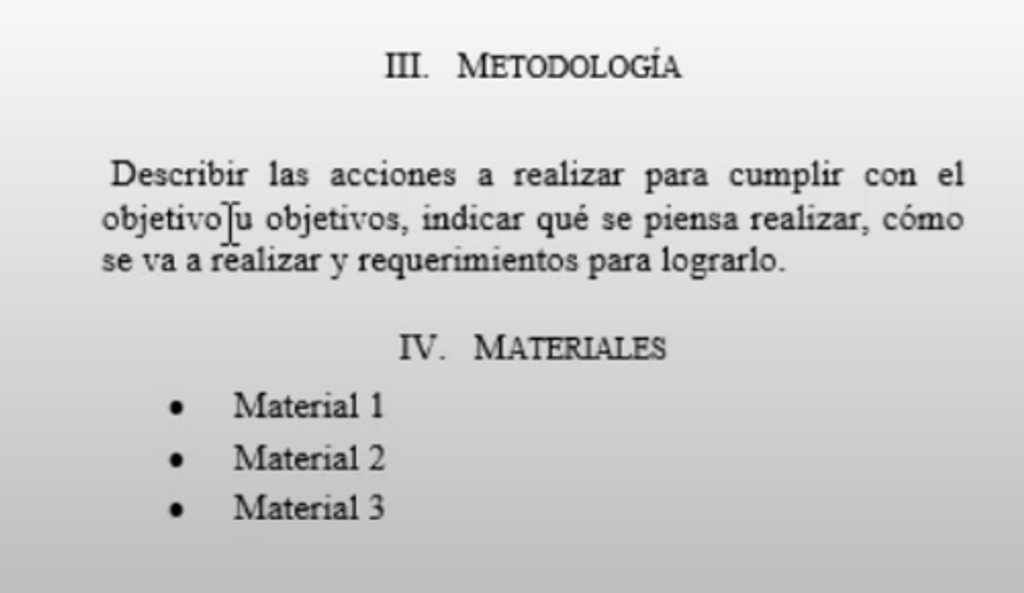 III. METODOLOGÍA
Describir las acciones a realizar para cumplir con el
objetivo u objetivos, indicar qué se piensa realizar, cómo
se va a realizar y requerimientos para lograrlo.
IV. MATERIALES
• Material 1
• Material 2
• Material 3